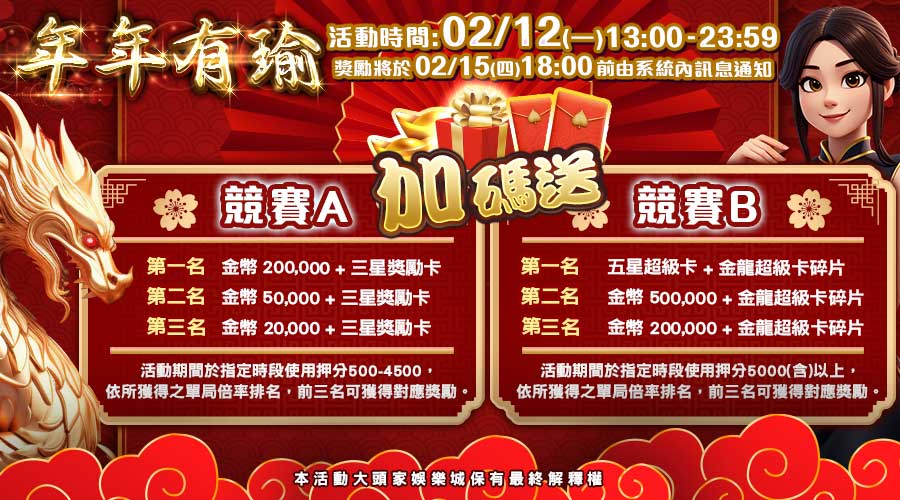 年年有瑜
活動時間:02/12(一)13:00-23:59
獎勵將於 02/15(四)18:00 前由系統內訊息通知
加碼送
競賽A
第一名 金幣 200,000 + 三星獎勵卡
第二名 金幣 50,000 + 三星獎勵卡
第三名 金幣 20,000 + 三星獎勵卡
活動期間於指定時段使用押分500-4500，
依所獲得之單局倍率排名，前三名可獲得對應獎勵。
競賽B
第一名 五星超級卡 + 金龍超級卡碎片
第二名 金幣 500,000 + 金龍超級卡碎片
第三名 金幣 200,000 + 金龍超級卡碎片
活動期間於指定時段使用押分5000(含)以上，
依所獲得之單局倍率排名，前三名可獲得對應獎勵。
本活動大頭家娛樂城保有最終解釋權